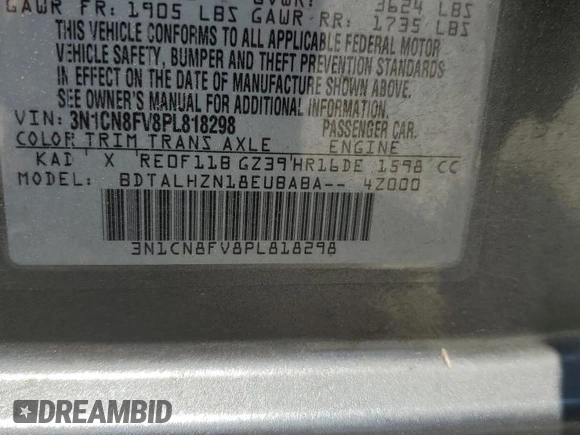 GAWR FR: 1905 LBS GAWR RR: 1735 LBS
3624 LBS
THIS VEHICLE CONFORMS TO ALL APPLICABLE FEDERAL MOTOR
VEHICLE SAFETY, BUMPER AND THEFT PREVENTION STANDARDS
IN EFFECT ON THE DATE OF MANUFACTURE SHOWN ABOVE.
SEE OWNER'S MANUAL FOR ADDITIONAL INFORMATION.
VIN: 3N1CN8FV8PL818298 PASSENGER CAR.
COLOR TRIM TRANS AXLE ENGINE
KAD X RE0F11B GZ39 HR16DE 1598 CC
MODEL: BDTALHZN18EUBABA-- 4Z000
3N1CN8FV8PL818298
DREAMBID